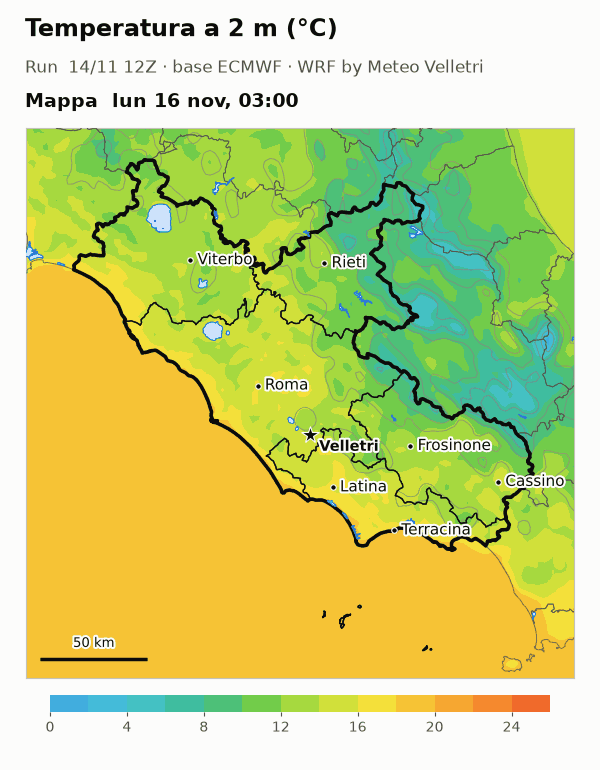 Temperatura a 2 m (°C)
Run  14/11 12Z · base ECMWF · WRF by Meteo Velletri
Mappa  lun 16 nov, 03:00
Viterbo
Rieti
Roma
Velletri
Frosinone
Cassino
Latina
Terracina
50 km
0 4 8 12 16 20 24